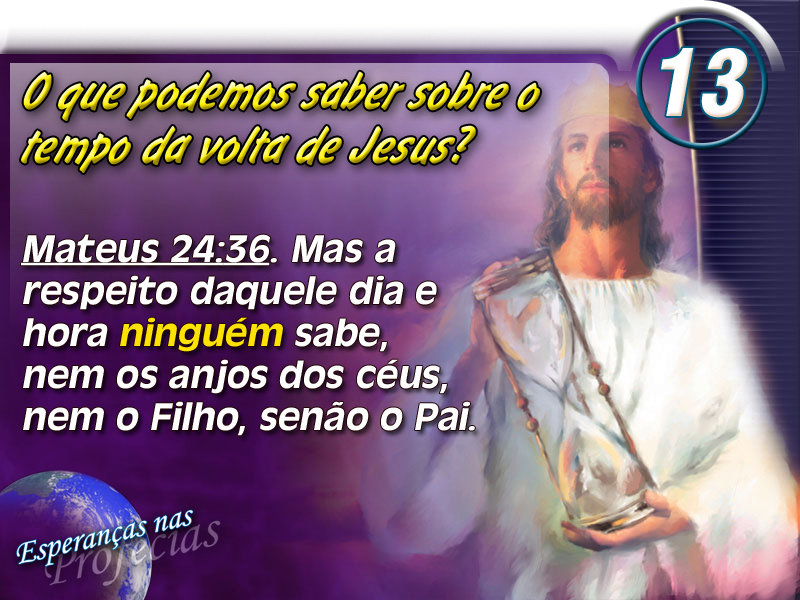 13
O que podemos saber sobre o
tempo da volta de Jesus?
Mateus 24:36. Mas a
respeito daquele dia e
hora ninguém sabe,
nem os anjos dos céus,
nem o Filho, senão o Pai.
Esperanças nas
Profecias